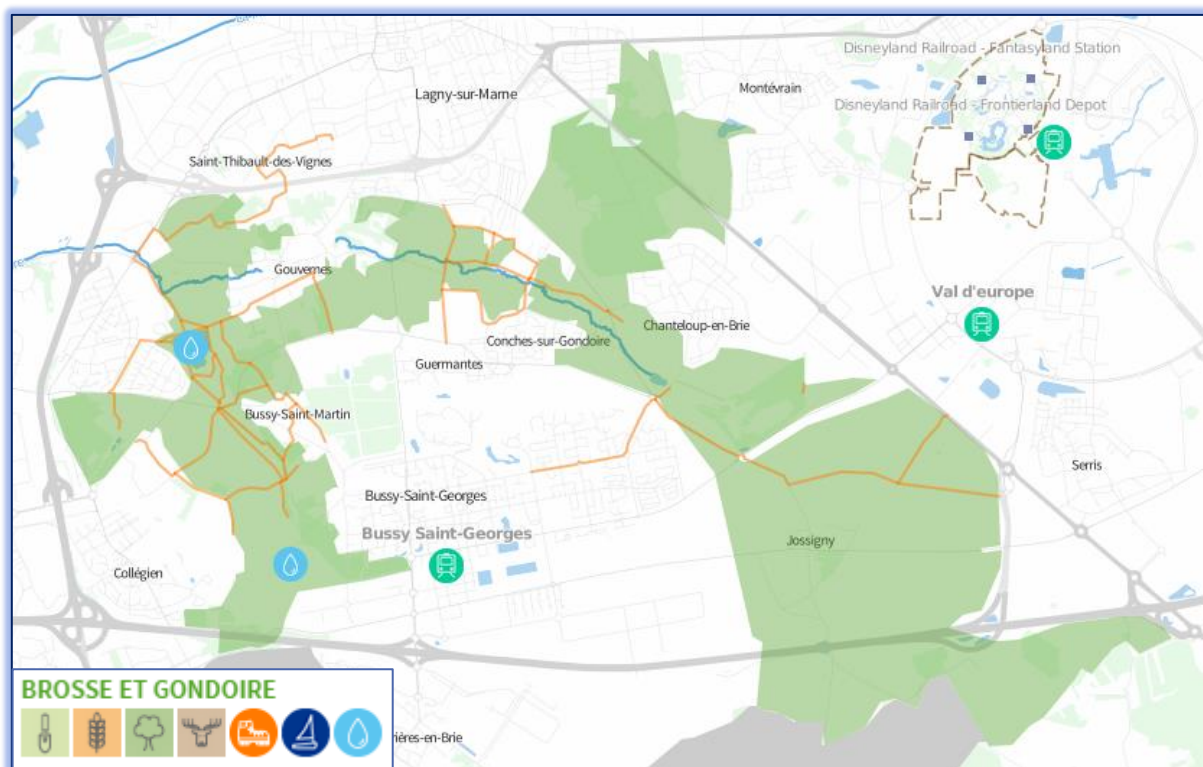 Disneyland Railroad - Fantasyland Station
Montévrain
Lagny-sur-Marne
Disneyland Railroad - Frontierland Depot
Saint-Thibault-des-Vignes
Gouvernes
Val d'europe
Chanteloup-en-Brie
Conches-sur-Gondoire
Guermantes
Bussy-Saint-Martin
Serris
Bussy-Saint-Georges
Bussy Saint-Georges
Jossigny
Collégien
BROSSE ET GONDOIRE
ières-en-Brie